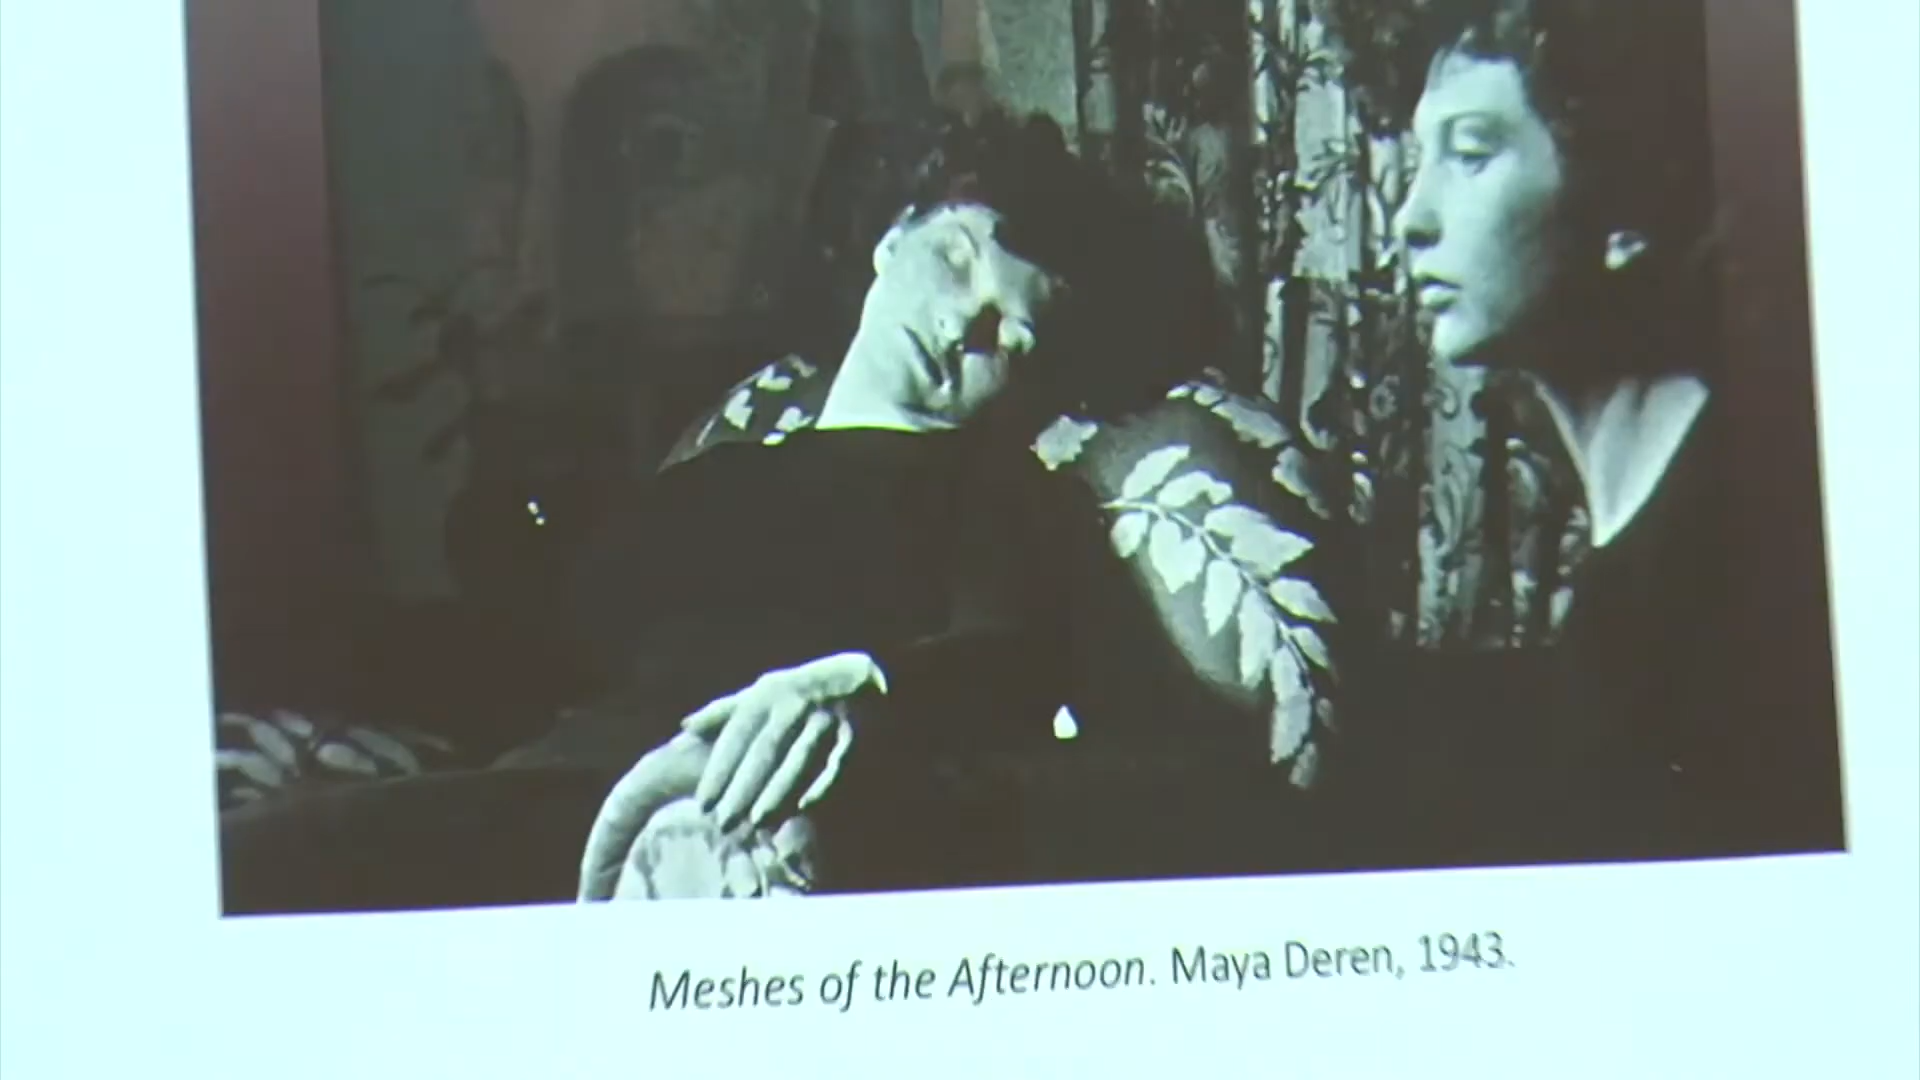 Meshes of the Afternoon. Maya Deren, 1943.